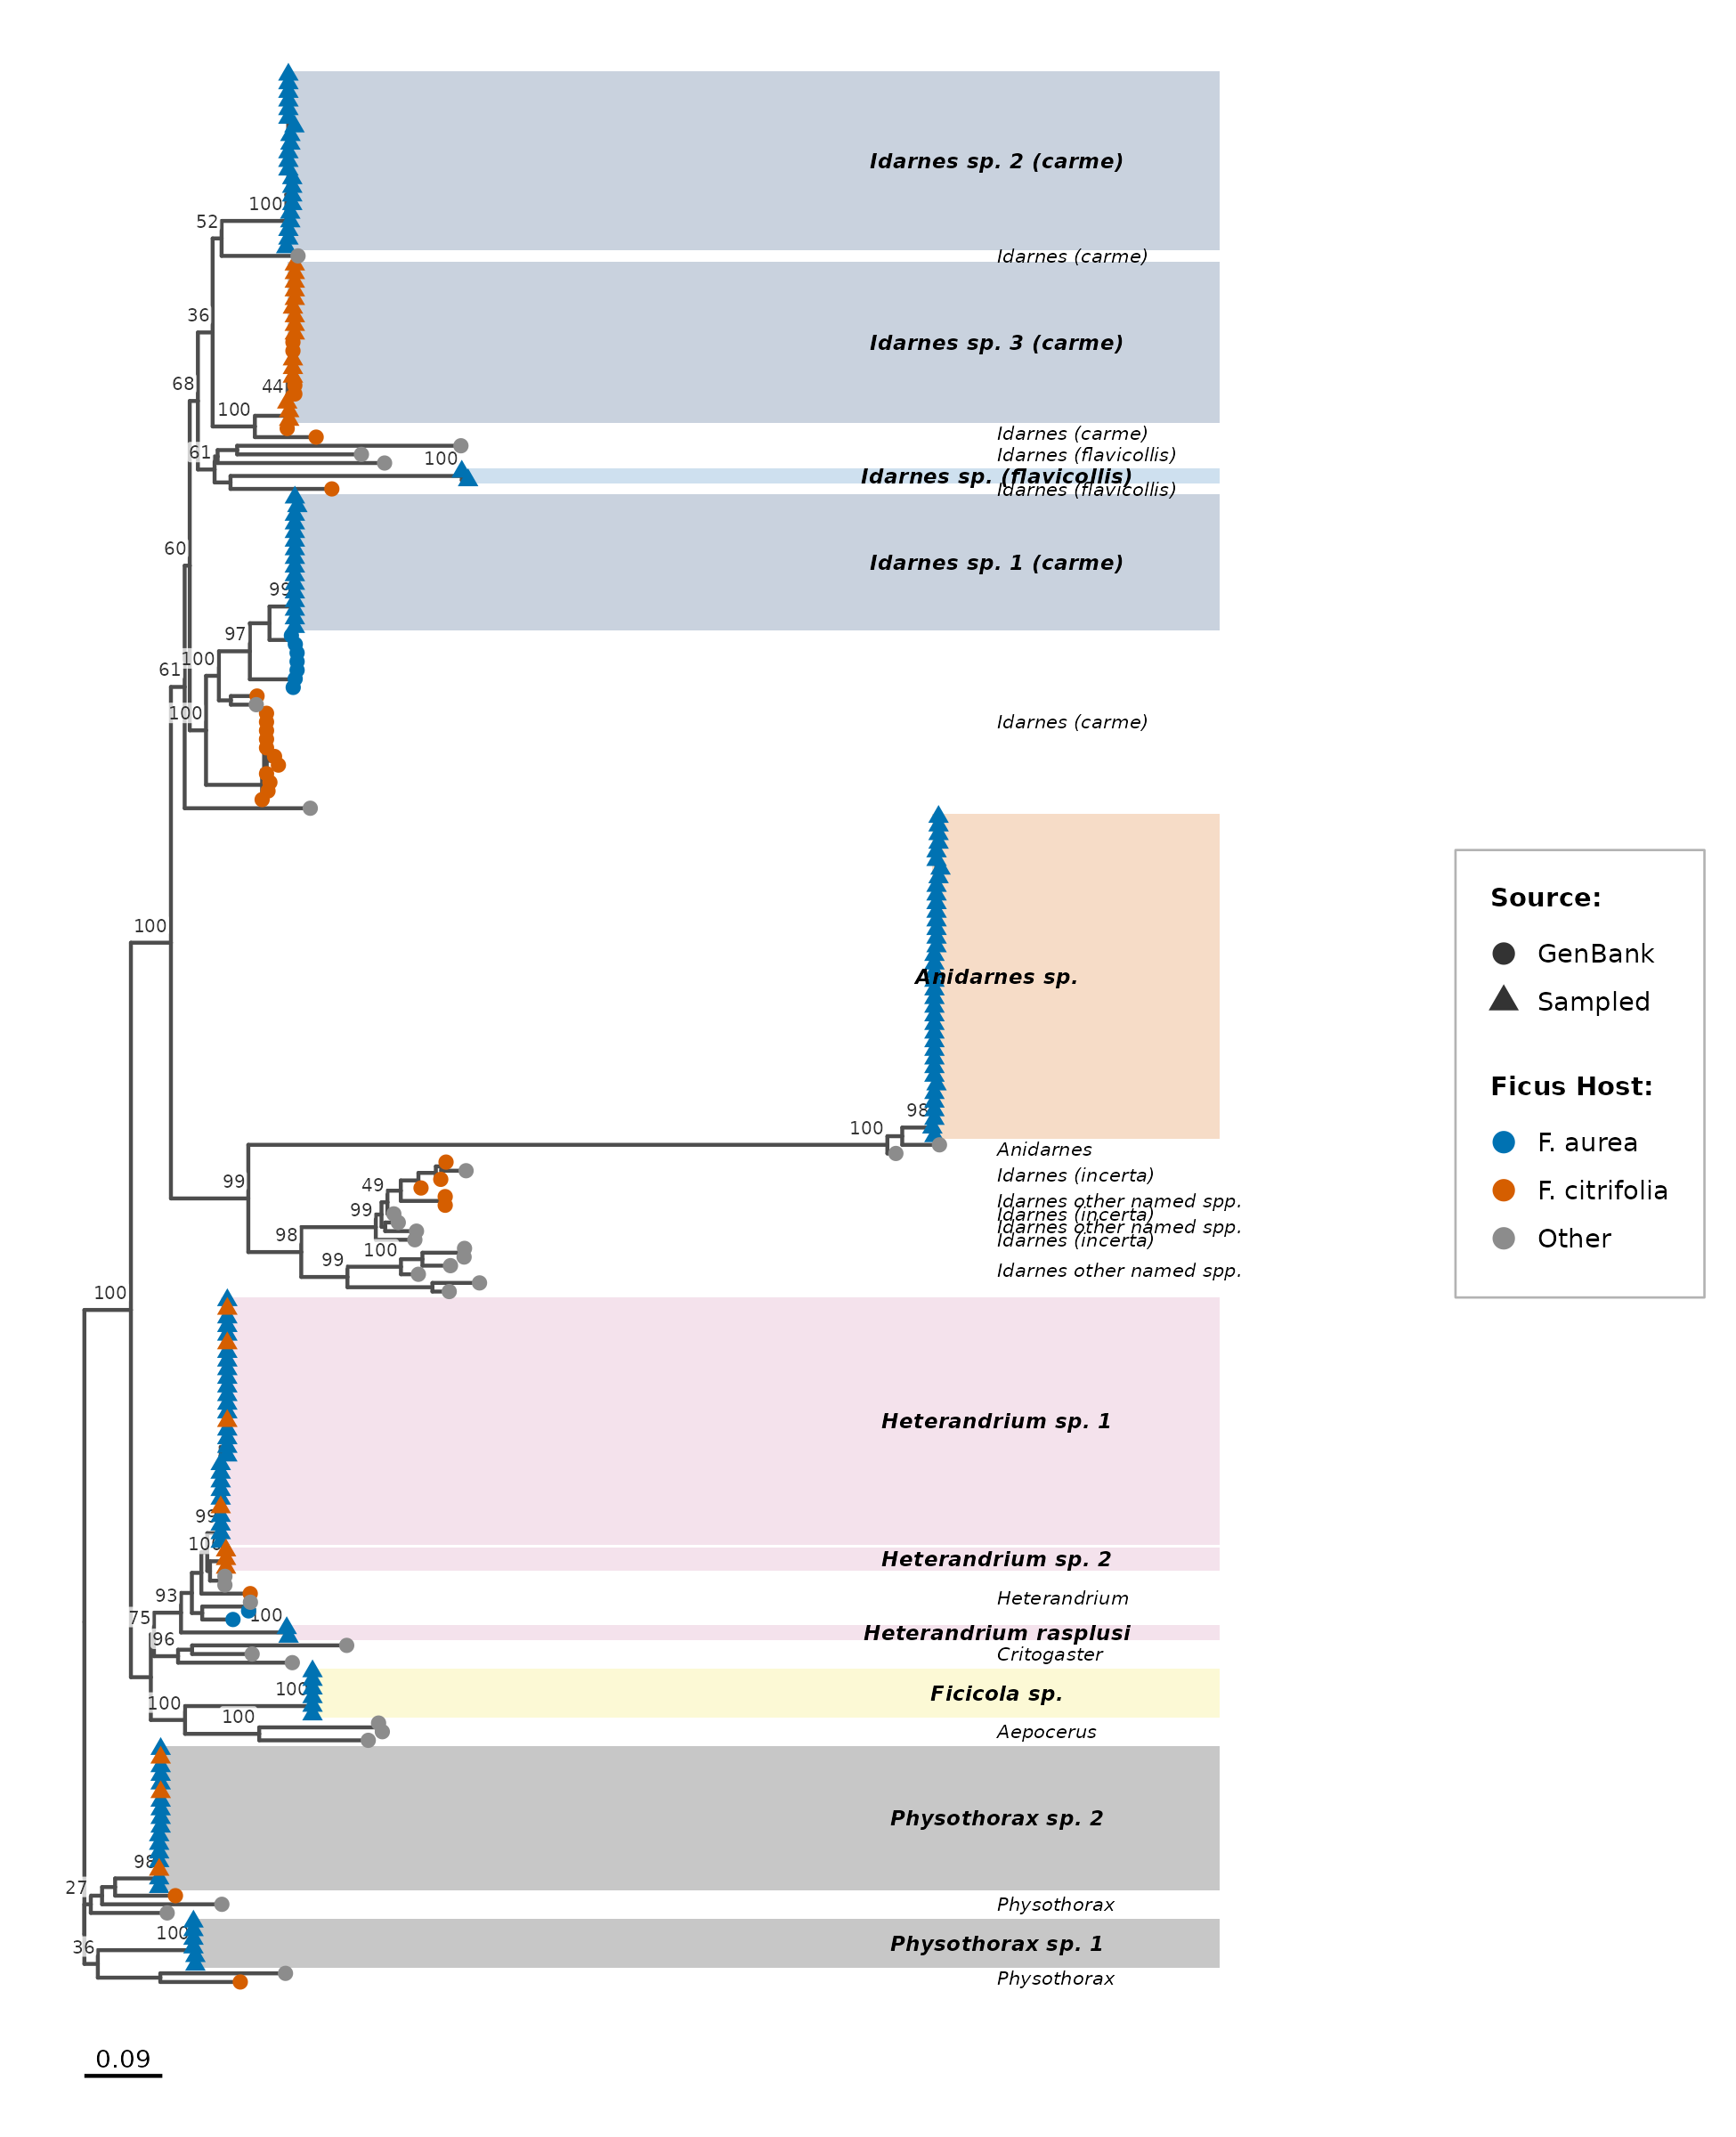 Idarnes sp. 2 (carme)
100
52
Idarnes (carme)
36
Idarnes sp. 3 (carme)
68
44
100
Idarnes (carme)
61
Idarnes (flavicollis)
100
Idarnes sp. (flavicollis)
Idarnes (flavicollis)
60
Idarnes sp. 1 (carme)
99
97
100
61
100
Idarnes (carme)
100
Anidarnes sp.
98
100
Anidarnes
99
Idarnes (incerta)
49
Idarnes other named spp.
99
Idarnes (incerta)
Idarnes other named spp.
98
Idarnes (incerta)
100
99
Idarnes other named spp.
100
Heterandrium sp. 1
99
100
Heterandrium sp. 2
93
Heterandrium
75
100
Heterandrium rasplusi
96
Critogaster
100
Ficicola sp.
100
100
Aepocerus
Physothorax sp. 2
98
27
Physothorax
100
36
Physothorax sp. 1
Physothorax
0.09
Source:
GenBank
Sampled
Ficus Host:
F. aurea
F. citrifolia
Other